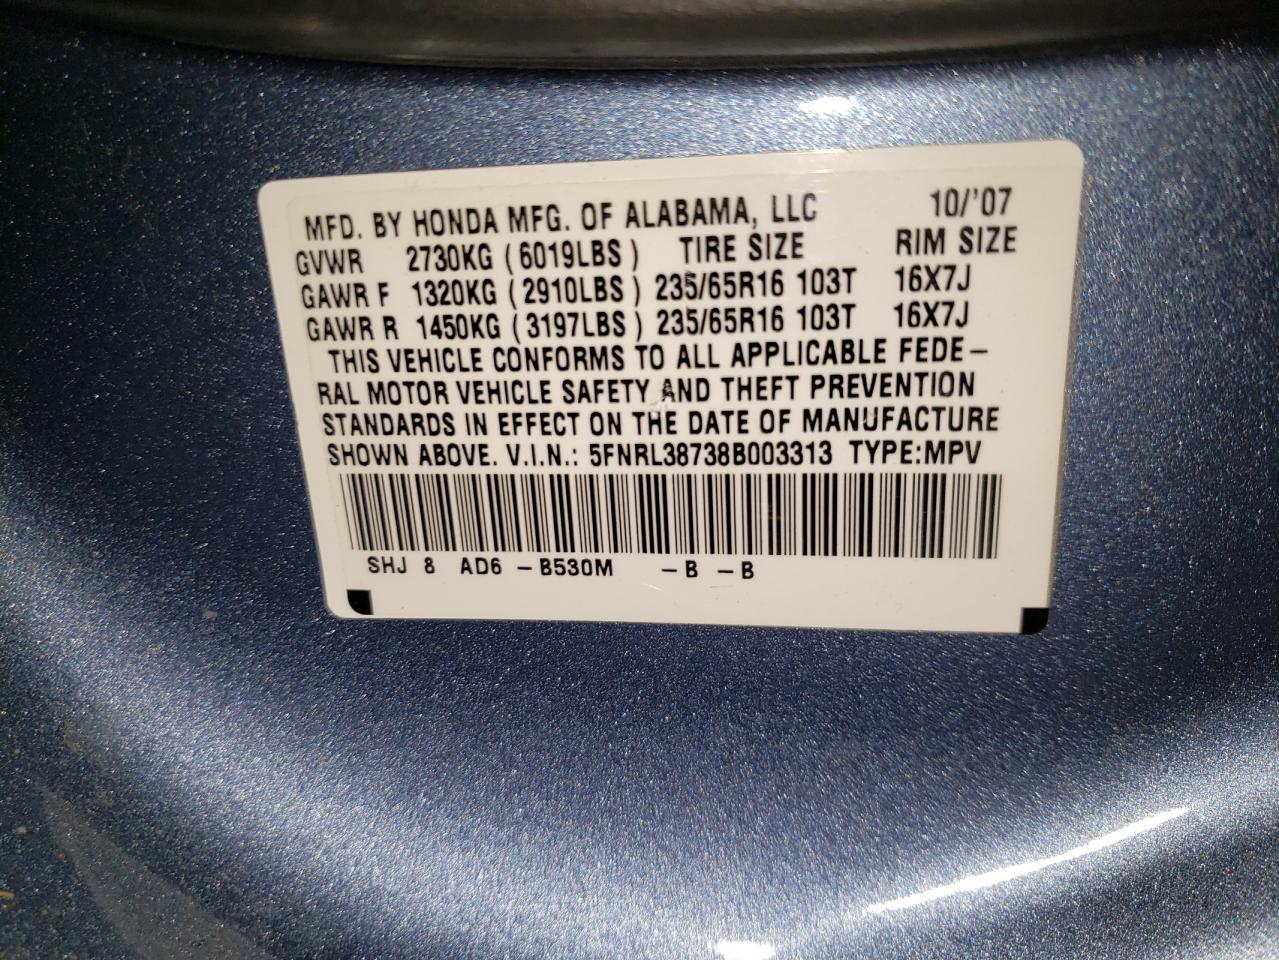 MFD. BY HONDA MFG. OF ALABAMA, LLC 10/'07
GVWR 2730KG (6019LBS) TIRE SIZE RIM SIZE
GAWR F 1320KG (2910LBS) 235/65R16 103T 16X7J
GAWR R 1450KG (3197LBS) 235/65R16 103T 16X7J
THIS VEHICLE CONFORMS TO ALL APPLICABLE FEDE-
RAL MOTOR VEHICLE SAFETY AND THEFT PREVENTION
STANDARDS IN EFFECT ON THE DATE OF MANUFACTURE
SHOWN ABOVE. V.I.N.: 5FNRL38738B003313 TYPE:MPV
SHJ 8 AD6 - B530M - B - B